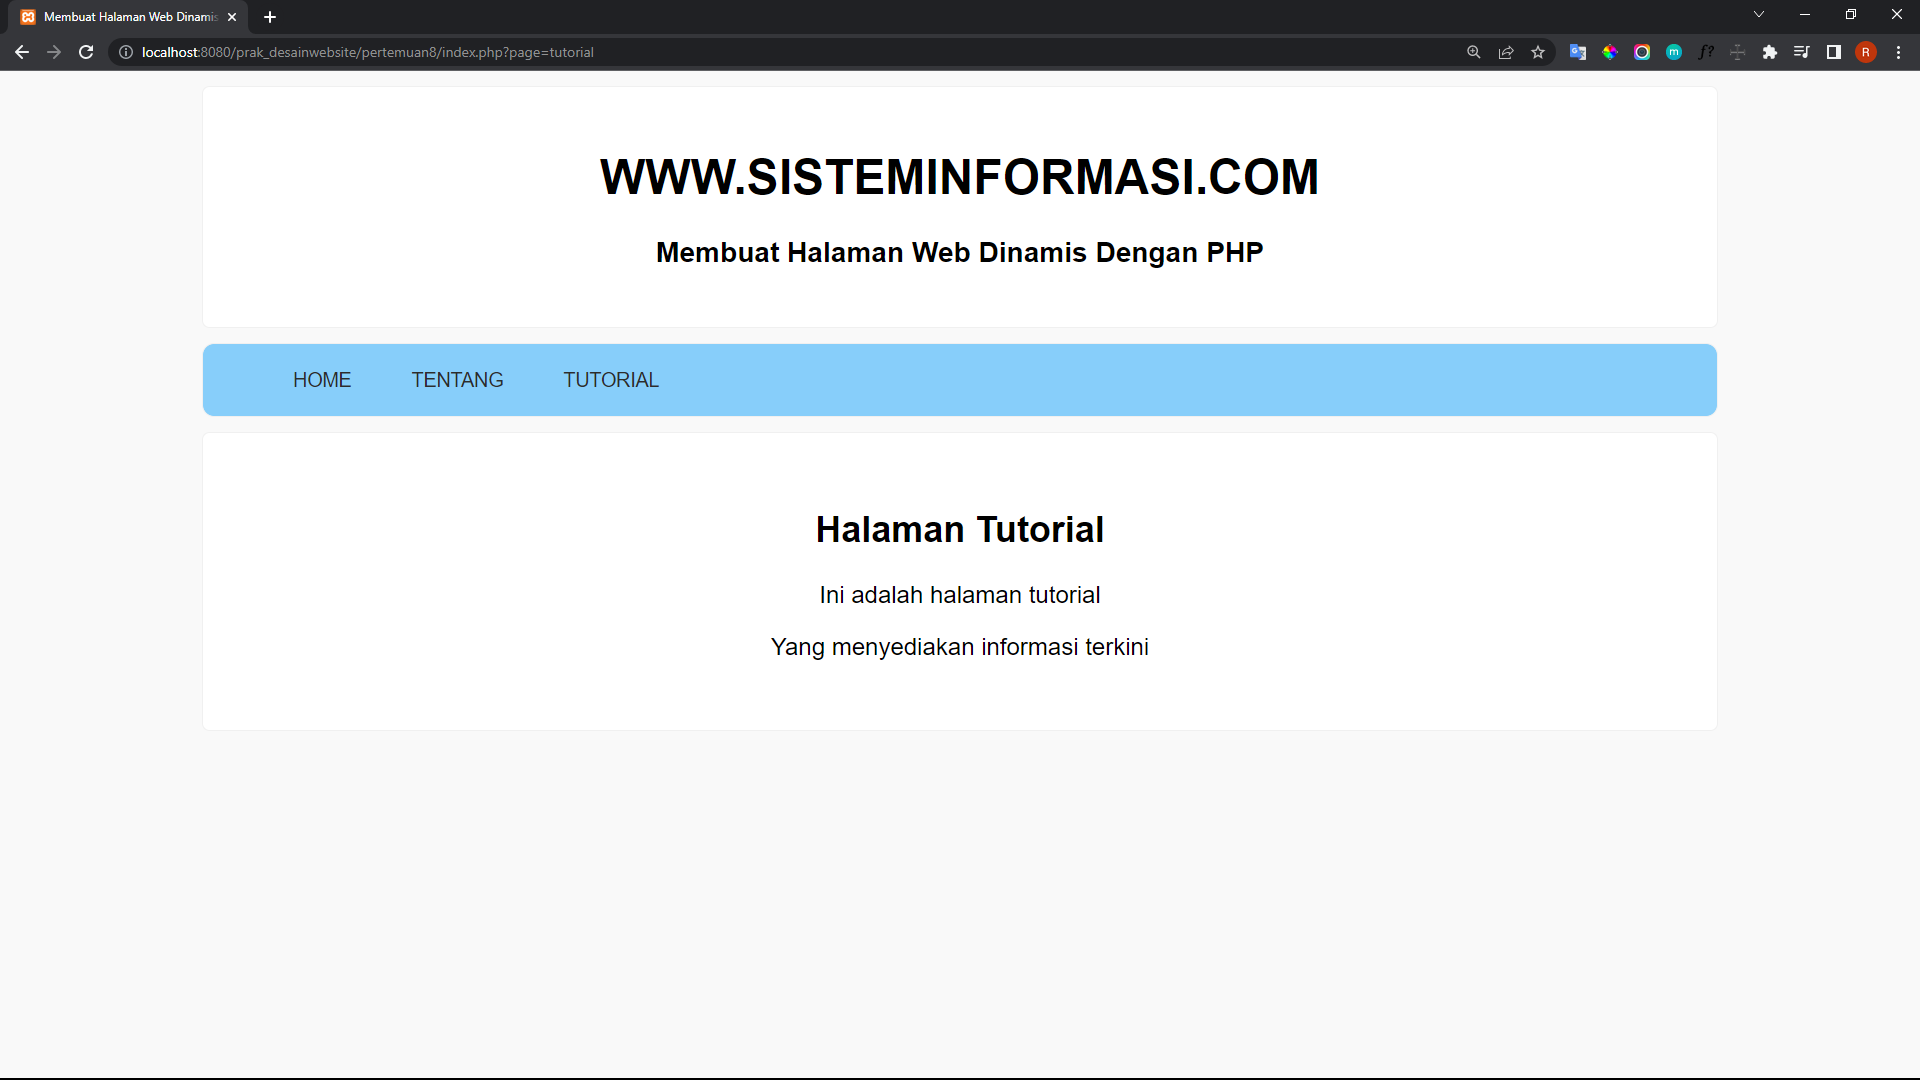 Membuat Halaman Web Dinamis
localhost:8080/prak_desainwebsite/pertemuan8/index.php?page=tutorial
R
WWW.SISTEMINFORMASI.COM
Membuat Halaman Web Dinamis Dengan PHP
HOME TENTANG TUTORIAL
Halaman Tutorial
Ini adalah halaman tutorial
Yang menyediakan informasi terkini